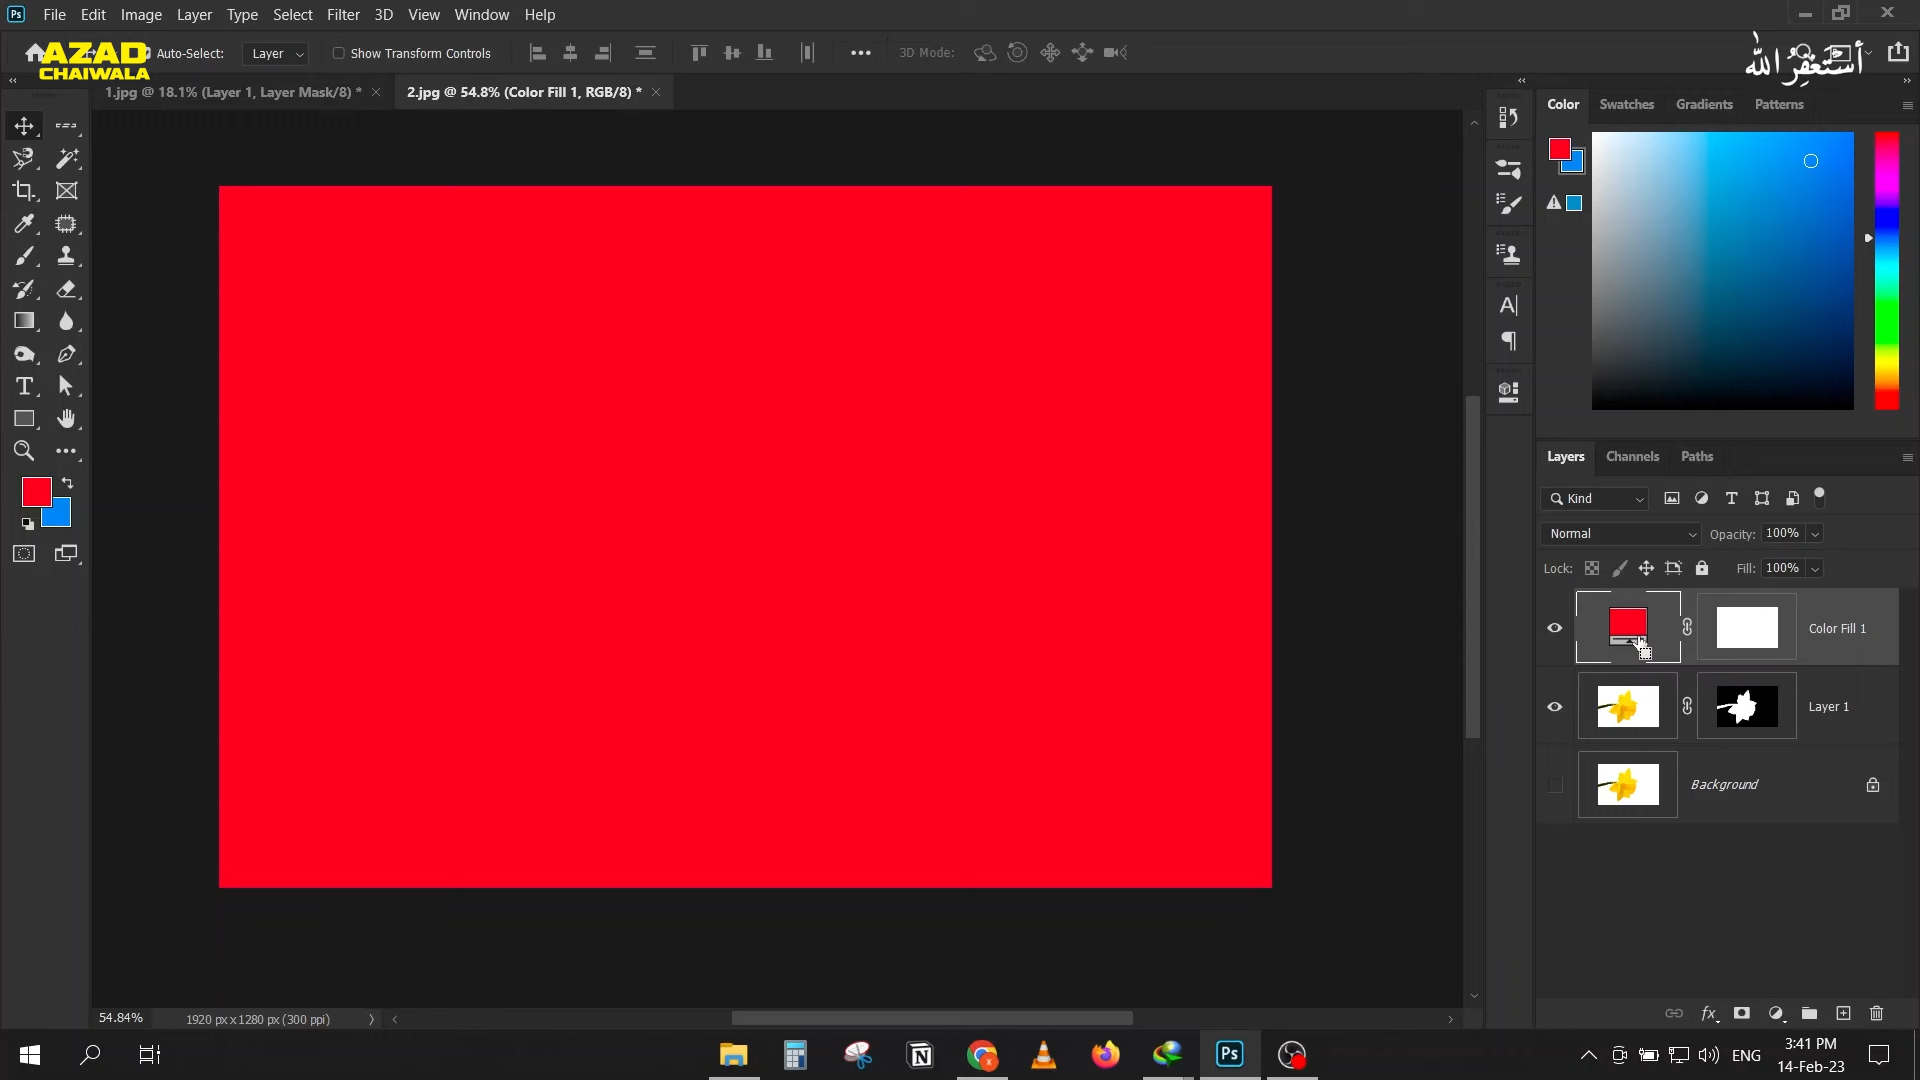 Ps File Edit Image Layer Type Select Filter 3D View Window Help
AZAD
CHAIWALA
Auto-Select: Layer Show Transform Controls 3D Mode:
أستغفر الله
1.jpg @ 18.1% (Layer 1, Layer Mask/8) * 2.jpg @ 54.8% (Color Fill 1, RGB/8) *
Color Swatches Gradients Patterns
Layers Channels Paths
Kind
Normal Opacity: 100%
Lock: Fill: 100%
Color Fill 1
Layer 1
Background
54.84% 1920 px x 1280 px (300 ppi)
Ps ENG 3:41 PM
14-Feb-23